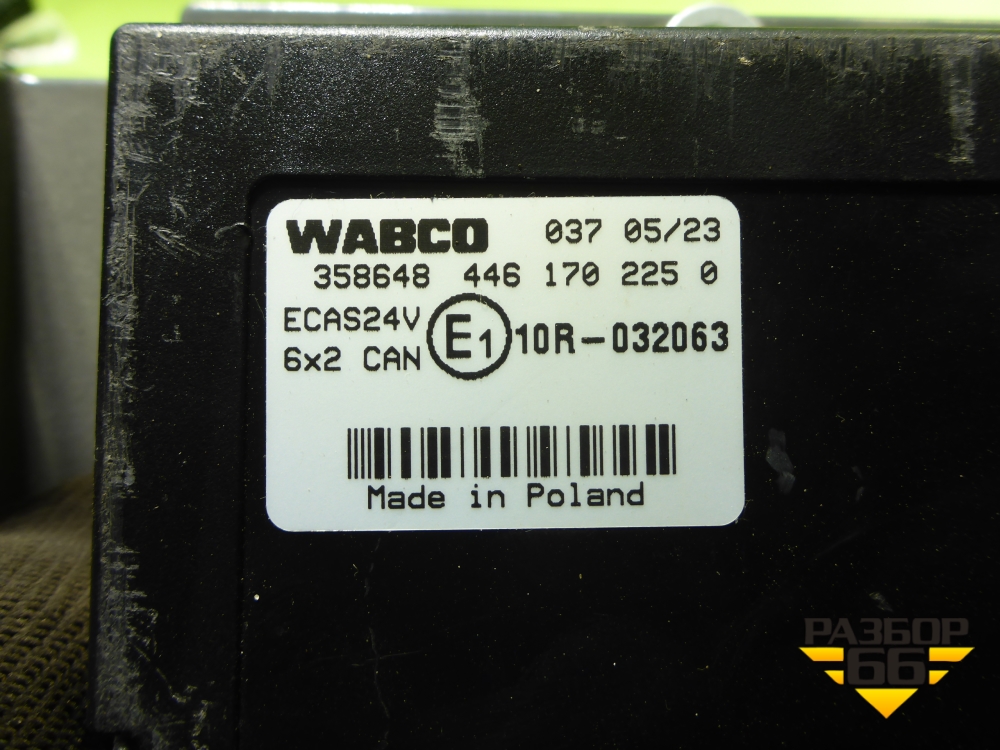 WABCO 037 05/23
358648 446 170 225 0
ECAS24V
6x2 CAN
E1 10R-032063
Made in Poland
РАЗБОР
66